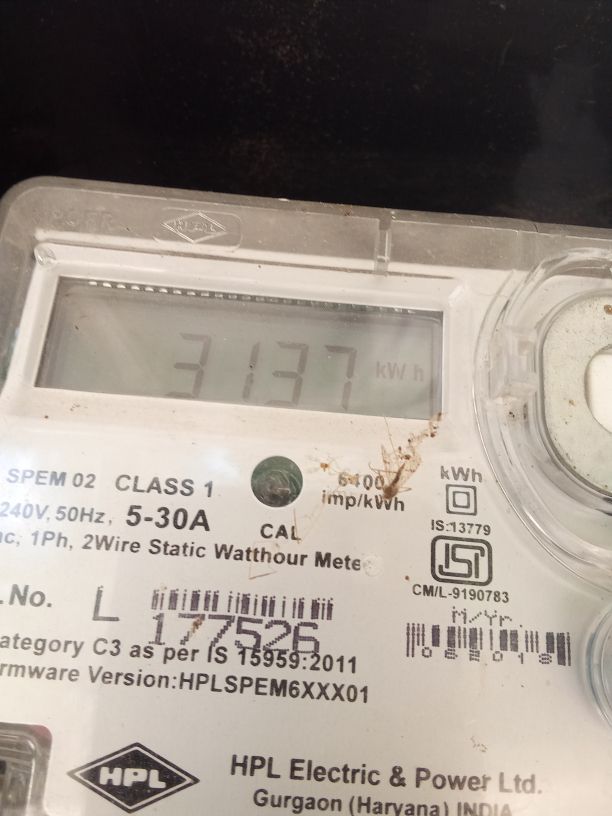 3137 kWh
SPEM 02 CLASS 1
6400
imp/kWh
kWh
240V, 50Hz, 5-30A
CAL
IS:13779
1Ph, 2Wire Static Watthour Mete
ISI
CM/L-9190783
.No. L
177526
M/Yr.
ategory C3 as per IS 15959:2011
rmware Version:HPLSPEM6XXX01
HPL
HPL Electric & Power Ltd.
Gurgaon (Haryana) INDIA